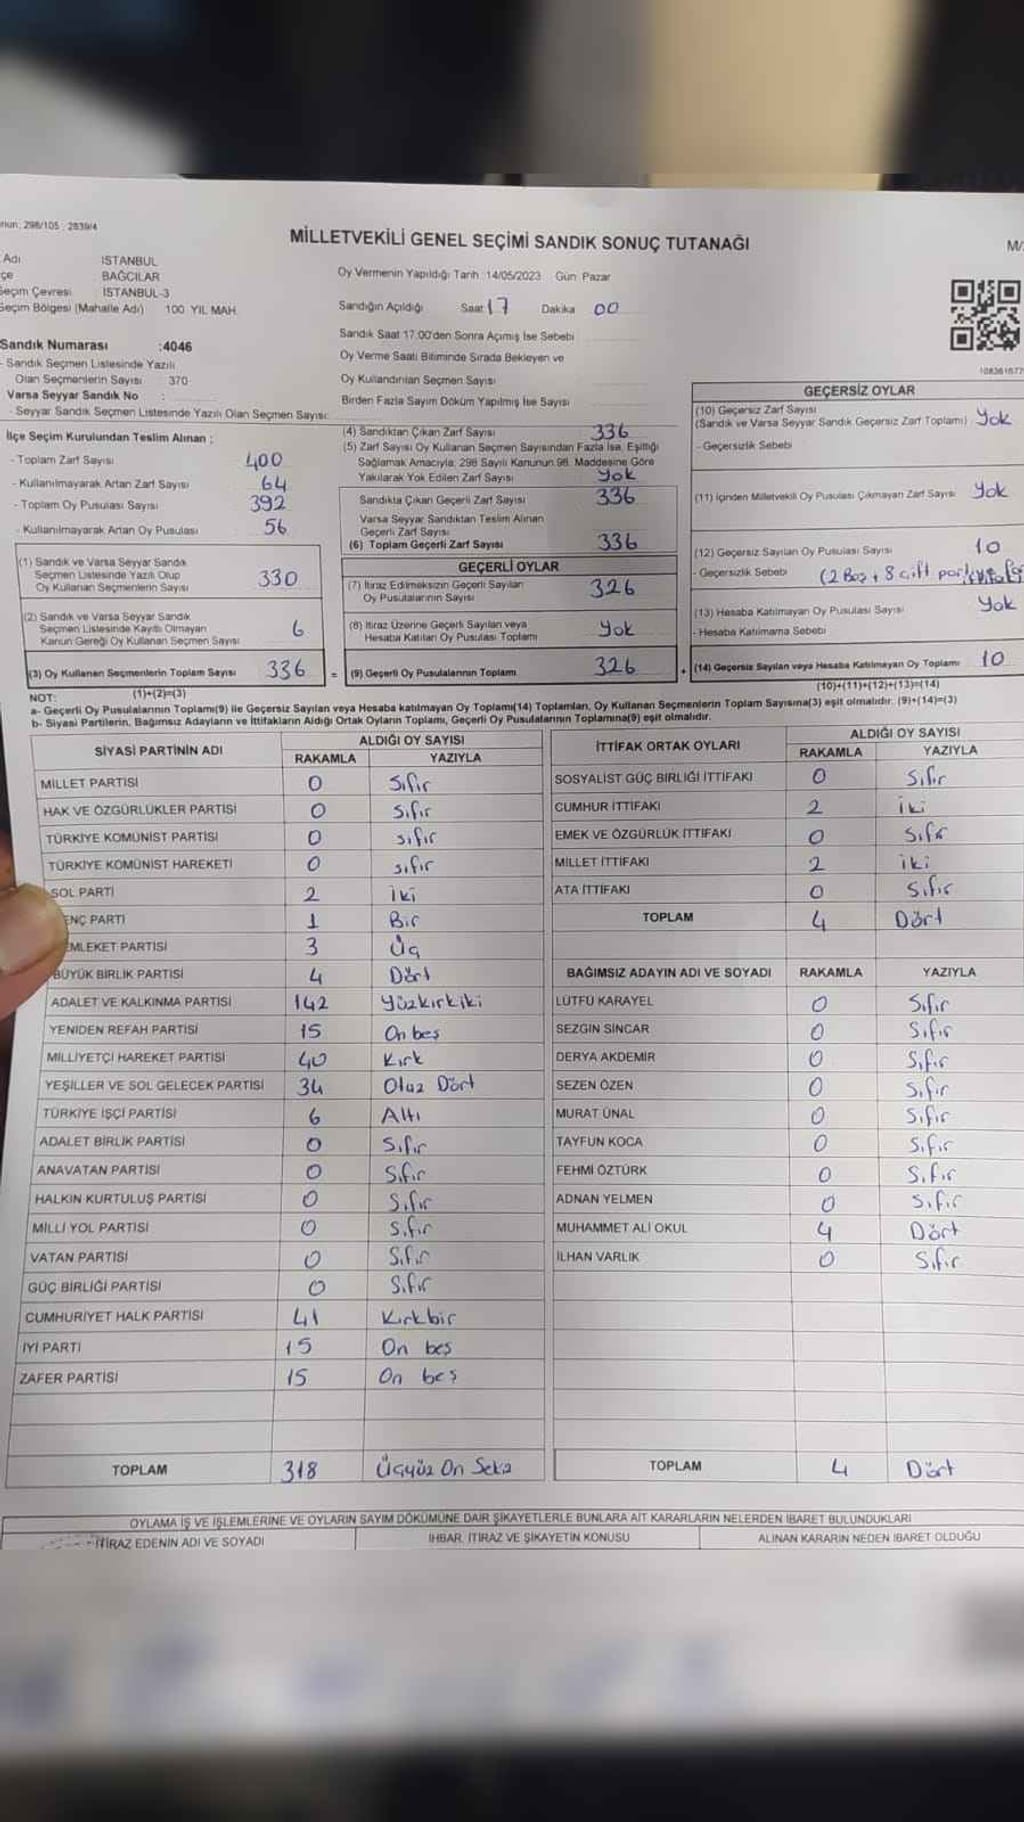 298/105 : 2839/4
MİLLETVEKİLİ GENEL SEÇİMİ SANDIK SONUÇ TUTANAĞI
Adı İSTANBUL
BAĞCILAR
Seçim Çevresi İSTANBUL-3
Seçim Bölgesi (Mahalle Adı) 100 YIL MAH.
Oy Vermenin Yapıldığı Tarih 14/05/2023 Gün Pazar
Sandığın Açıldığı Saat 17 Dakika 00
Sandık Saat 17:00'den Sonra Açımış İse Sebebi
Oy Verme Saati Bitiminde Sırada Bekleyen ve
Oy Kullandırılan Seçmen Sayısı
Birden Fazla Sayım Döküm Yapılmış İse Sayısı
Sandık Numarası :4046
- Sandık Seçmen Listesinde Yazılı
Olan Seçmenlerin Sayısı 370
Varsa Seyyar Sandık No :
- Seyyar Sandık Seçmen Listesinde Yazılı Olan Seçmen Sayısı:
İlçe Seçim Kurulundan Teslim Alınan ;
- Toplam Zarf Sayısı 400
- Kullanılmayarak Artan Zarf Sayısı 64
- Toplam Oy Pusulası Sayısı 392
- Kullanılmayarak Artan Oy Pusulası 56
(1) Sandık ve Varsa Seyyar Sandık
Seçmen Listesinde Yazılı Olup
Oy Kullanan Seçmenlerin Sayısı 330
(2) Sandık ve Varsa Seyyar Sandık
Seçmen Listesinde Kayıtlı Olmayan
Kanun Gereği Oy Kullanan Seçmen Sayısı 6
(3) Oy Kullanan Seçmenlerin Toplam Sayısı 336
(1)+(2)=(3)
(4) Sandıktan Çıkan Zarf Sayısı 336
(5) Zarf Sayısı Oy Kullanan Seçmen Sayısından Fazla İse, Eşitliği
Sağlamak Amacıyla; 298 Sayılı Kanunun 98. Maddesine Göre
Yakılarak Yok Edilen Zarf Sayısı Yok
Sandıkta Çıkan Geçerli Zarf Sayısı 336
Varsa Seyyar Sandıktan Teslim Alınan
Geçerli Zarf Sayısı
(6) Toplam Geçerli Zarf Sayısı 336
GEÇERLİ OYLAR
(7) İtiraz Edilmeksizin Geçerli Sayılan
Oy Pusulalarının Sayısı 326
(8) İtiraz Üzerine Geçerli Sayılan veya
Hesaba Katılan Oy Pusulası Toplamı Yok
= (9) Geçerli Oy Pusulalarının Toplamı 326 +
10836167
GEÇERSİZ OYLAR
(10) Geçersiz Zarf Sayısı
(Sandık ve Varsa Seyyar Sandık Geçersiz Zarf Toplamı) Yok
- Geçersizlik Sebebi
(11) İçinden Milletvekili Oy Pusulası Çıkmayan Zarf Sayısı Yok
(12) Geçersiz Sayılan Oy Pusulası Sayısı 10
- Geçersizlik Sebebi (2 Boş + 8 çift
(13) Hesaba Katılmayan Oy Pusulası Sayısı Yok
- Hesaba Katılmama Sebebi
(14) Geçersiz Sayılan veya Hesaba Katılmayan Oy Toplamı 10
(10)+(11)+(12)+(13)=(14)
NOT:
a- Geçerli Oy Pusulalarının Toplamı(9) ile Geçersiz Sayılan veya Hesaba katılmayan Oy Toplamı(14) Toplamları, Oy Kullanan Seçmenlerin Toplam Sayısına(3) eşit olmalıdır. (9)+(14)=(3)
b- Siyasi Partilerin, Bağımsız Adayların ve İttifakların Aldığı Ortak Oyların Toplamı, Geçerli Oy Pusulalarının Toplamına(9) eşit olmalıdır.
SİYASİ PARTİNİN ADI ALDIĞI OY SAYISI
RAKAMLA YAZIYLA
MİLLET PARTİSİ 0 Sıfır
HAK VE ÖZGÜRLÜKLER PARTİSİ 0 Sıfır
TÜRKİYE KOMÜNİST PARTİSİ 0 sıfır
TÜRKİYE KOMÜNİST HAREKETİ 0 sıfır
SOL PARTİ 2 İki
ENÇ PARTİ 1 Bir
EMLEKET PARTİSİ 3 Üç
BÜYÜK BİRLİK PARTİSİ 4 Dört
ADALET VE KALKINMA PARTİSİ 142 Yüzkırkiki
YENİDEN REFAH PARTİSİ 15 On beş
MİLLİYETÇİ HAREKET PARTİSİ 40 Kırk
YEŞİLLER VE SOL GELECEK PARTİSİ 34 Otuz Dört
TÜRKİYE İŞÇİ PARTİSİ 6 Altı
ADALET BİRLİK PARTİSİ 0 Sıfır
ANAVATAN PARTİSİ 0 Sıfır
HALKIN KURTULUŞ PARTİSİ 0 Sıfır
MİLLİ YOL PARTİSİ 0 Sıfır
VATAN PARTİSİ 0 Sıfır
GÜÇ BİRLİĞİ PARTİSİ 0 Sıfır
CUMHURİYET HALK PARTİSİ 41 Kırkbir
İYİ PARTİ 15 On beş
ZAFER PARTİSİ 15 On beş
TOPLAM 318 Üçyüz On Sekiz
İTTİFAK ORTAK OYLARI ALDIĞI OY SAYISI
RAKAMLA YAZIYLA
SOSYALİST GÜÇ BİRLİĞİ İTTİFAKI 0 Sıfır
CUMHUR İTTİFAKI 2 İki
EMEK VE ÖZGÜRLÜK İTTİFAKI 0 Sıfır
MİLLET İTTİFAKI 2 İki
ATA İTTİFAKI 0 Sıfır
TOPLAM 4 Dört
BAĞIMSIZ ADAYIN ADI VE SOYADI RAKAMLA YAZIYLA
LÜTFÜ KARAYEL 0 Sıfır
SEZGİN SİNCAR 0 Sıfır
DERYA AKDEMİR 0 Sıfır
SEZEN ÖZEN 0 Sıfır
MURAT ÜNAL 0 Sıfır
TAYFUN KOCA 0 Sıfır
FEHMİ ÖZTÜRK 0 Sıfır
ADNAN YELMEN 0 Sıfır
MUHAMMET ALİ OKUL 4 Dört
İLHAN VARLIK 0 Sıfır
TOPLAM 4 Dört
OYLAMA İŞ VE İŞLEMLERİNE VE OYLARIN SAYIM DÖKÜMÜNE DAİR ŞİKAYETLERLE BUNLARA AİT KARARLARIN NELERDEN İBARET BULUNDUKLARI
İTİRAZ EDENİN ADI VE SOYADI İHBAR, İTİRAZ VE ŞİKAYETİN KONUSU ALINAN KARARIN NEDEN İBARET OLDUĞU